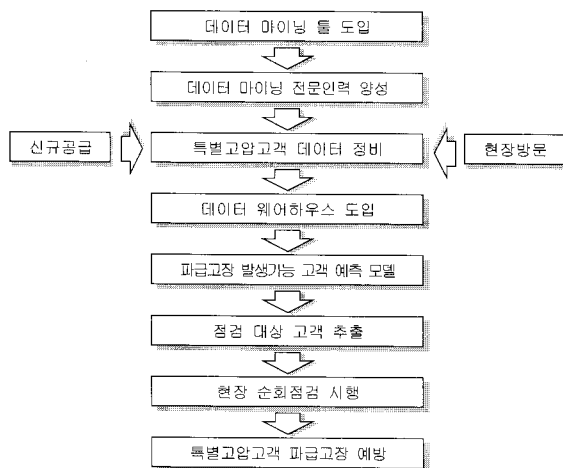 데이터 마이닝 툴 도입
데이터 마이닝 전문인력 양성
신규공급
특별고압고객 데이터 정비
현장방문
데이터 웨어하우스 도입
파급고장 발생가능 고객 예측 모델
점검 대상 고객 추출
현장 순회점검 시행
특별고압고객 파급고장 예방